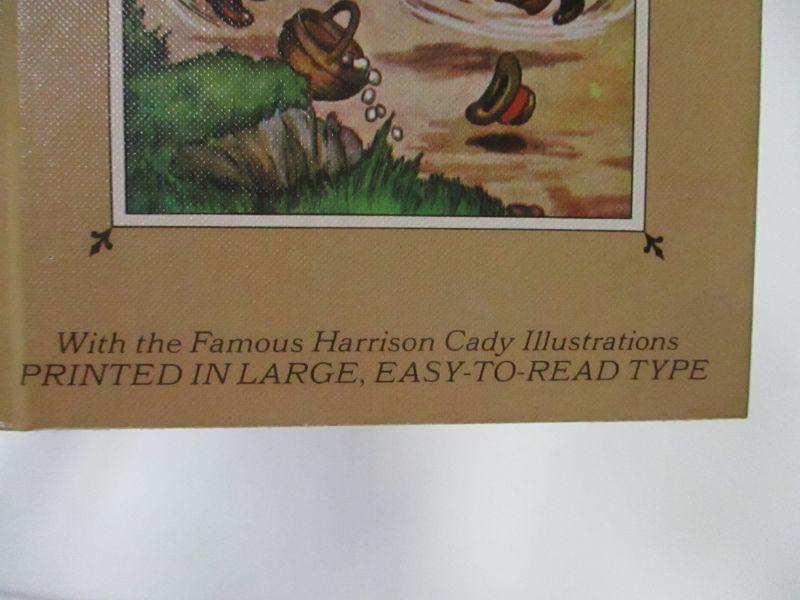 With the Famous Harrison Cady Illustrations
PRINTED IN LARGE, EASY-TO-READ TYPE